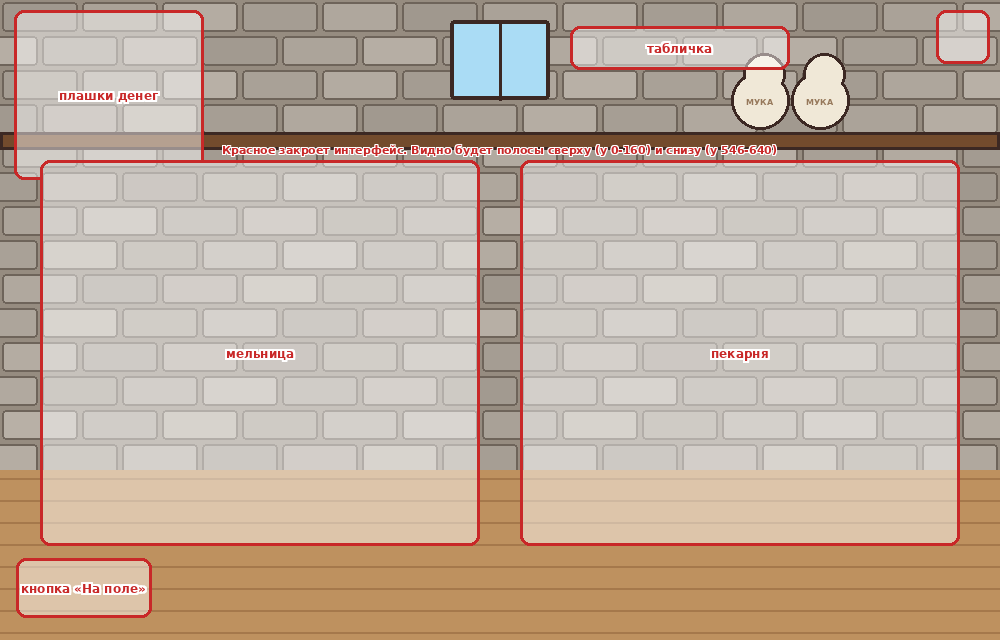 табличка
плашки денег
МУКА
МУКА
Красное закроет интерфейс. Видно будет полосы сверху (y 0-160) и снизу (y 546-640)
мельница
пекарня
кнопка «На поле»